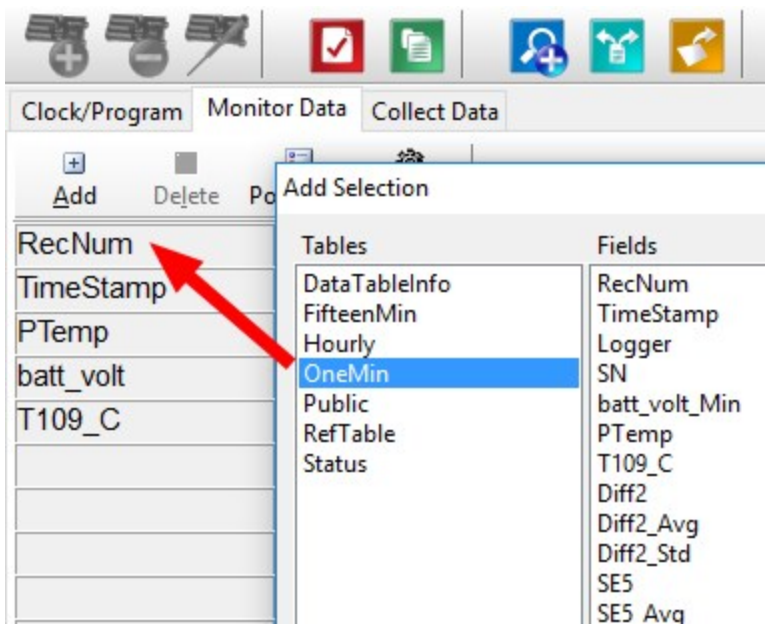 Clock/Program Monitor Data Collect Data
Add Delete Po
Add Selection
RecNum
TimeStamp
PTemp
batt_volt
T109_C
Tables
DataTableInfo
FifteenMin
Hourly
OneMin
Public
RefTable
Status
Fields
RecNum
TimeStamp
Logger
SN
batt_volt_Min
PTemp
T109_C
Diff2
Diff2_Avg
Diff2_Std
SE5
SE5_Avg